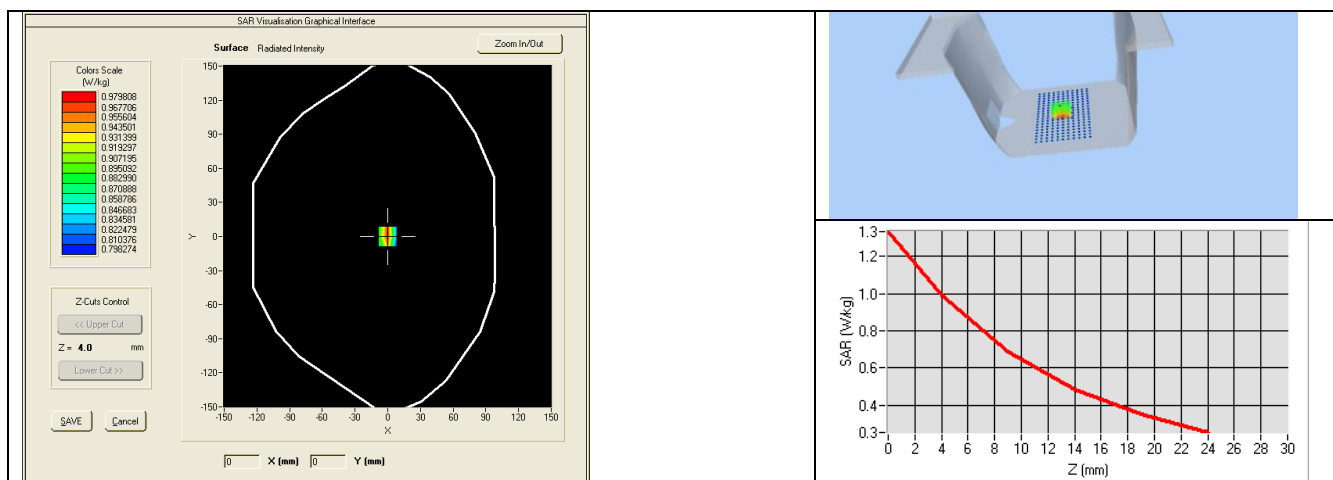 SAR Visualisation Graphical Interface
Surface Radiated Intensity
Zoom In/Out
Colors Scale
(W/kg)
0.979808
0.967706
0.955604
0.943501
0.931399
0.919297
0.907195
0.895092
0.882990
0.870888
0.858786
0.846683
0.834581
0.822479
0.810376
0.798274
Z-Cuts Control
<< Upper Cut
Z = 4.0 mm
Lower Cut >>
SAVE Cancel
150-
120-
90-
60-
30-
0-
-30-
-60-
-90-
-120-
-150-
Y
-150 -120 -90 -60 -30 0 30 60 90 120 150
X
0 X (mm) 0 Y (mm)
1.3-
1.2-
1.0-
0.8-
0.6-
0.4-
0.3-
SAR (W/kg)
0 2 4 6 8 10 12 14 16 18 20 22 24 26 28 30
Z (mm)